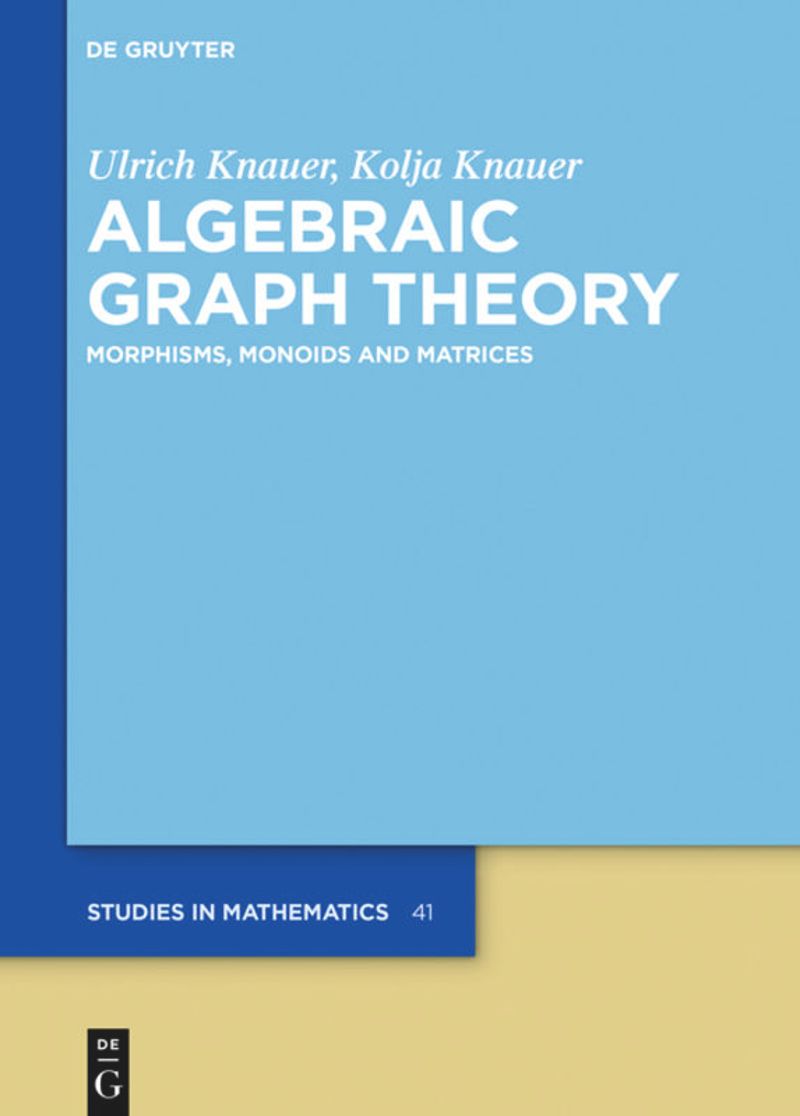 DE GRUYTER
Ulrich Knauer, Kolja Knauer
ALGEBRAIC
GRAPH THEORY
MORPHISMS, MONOIDS AND MATRICES
STUDIES IN MATHEMATICS 41
DE
G